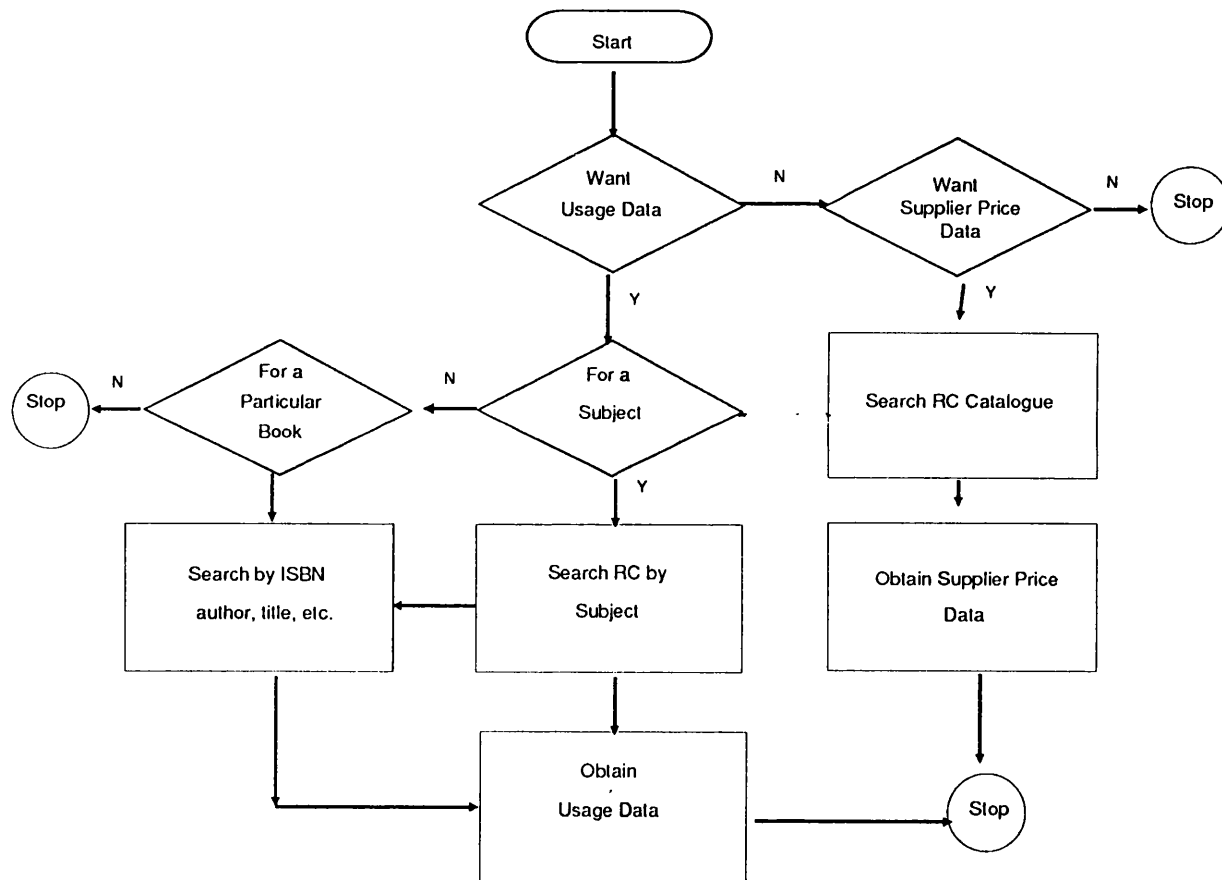 Start
Want
Usage Data
N
Want
Supplier Price
Data
N
Stop
Y
Y
Stop
N
For a
Particular
Book
N
For a
Subject
Search RC Catalogue
Y
Search by ISBN
author, title, etc.
Search RC by
Subject
Obtain Supplier Price
Data
Obtain
Usage Data
Stop